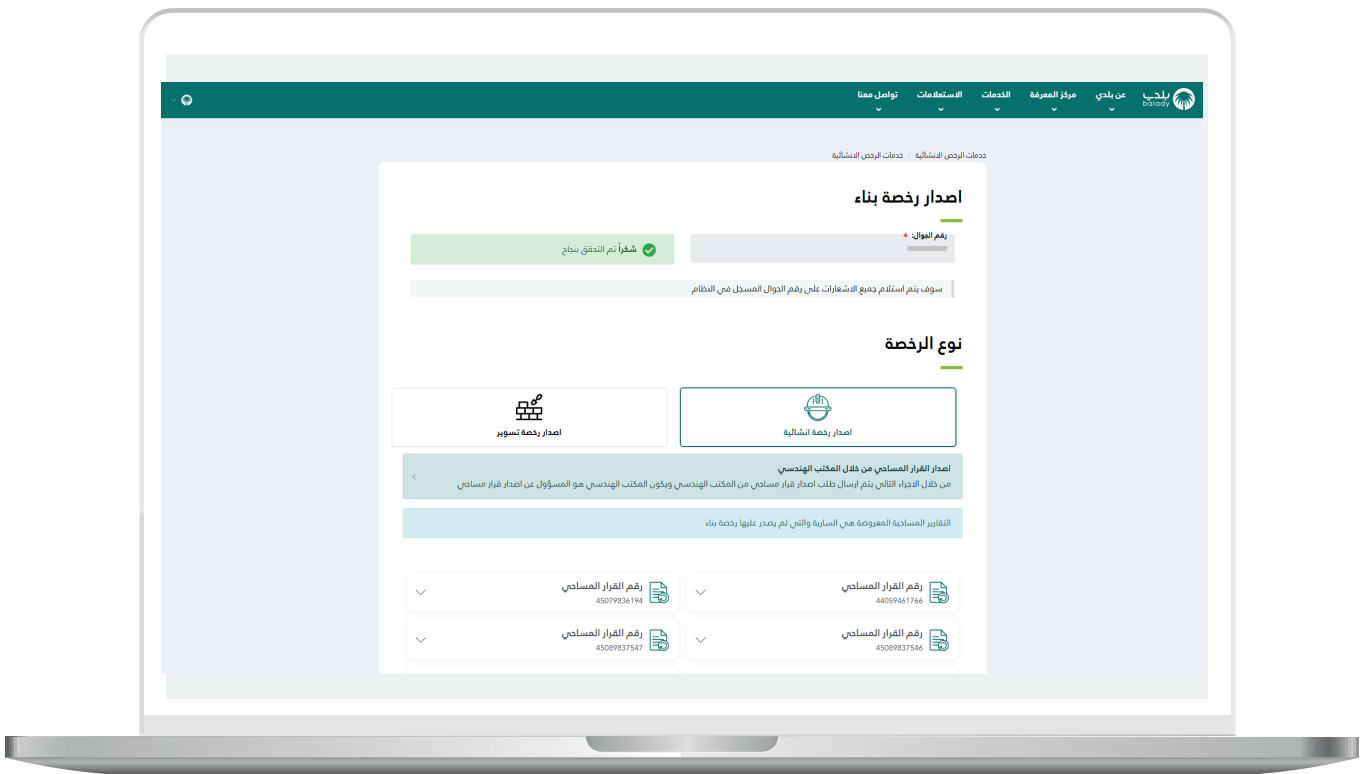 بلدي
balady
عن بلدي
مركز المعرفة
الخدمات
الاستعلامات
تواصل معنا
خدمات الرخص الانشائية / خدمات الرخص الانشائية
اصدار رخصة بناء
رقم الجوال: *
شكراً تم التحقق بنجاح
سوف يتم استلام جميع الاشعارات على رقم الجوال المسجل في النظام
نوع الرخصة
اصدار رخصة انشائية
اصدار رخصة تسوير
اصدار القرار المساحي من خلال المكتب الهندسي
من خلال الاجراء التالي يتم ارسال طلب اصدار قرار مساحي من المكتب الهندسي ويكون المكتب الهندسي هو المسؤول عن اصدار قرار مساحي
التقارير المساحية المعروضة هي السارية والتي لم يصدر عليها رخصة بناء
رقم القرار المساحي
44059461766
رقم القرار المساحي
45079836194
رقم القرار المساحي
45089837546
رقم القرار المساحي
45089837547